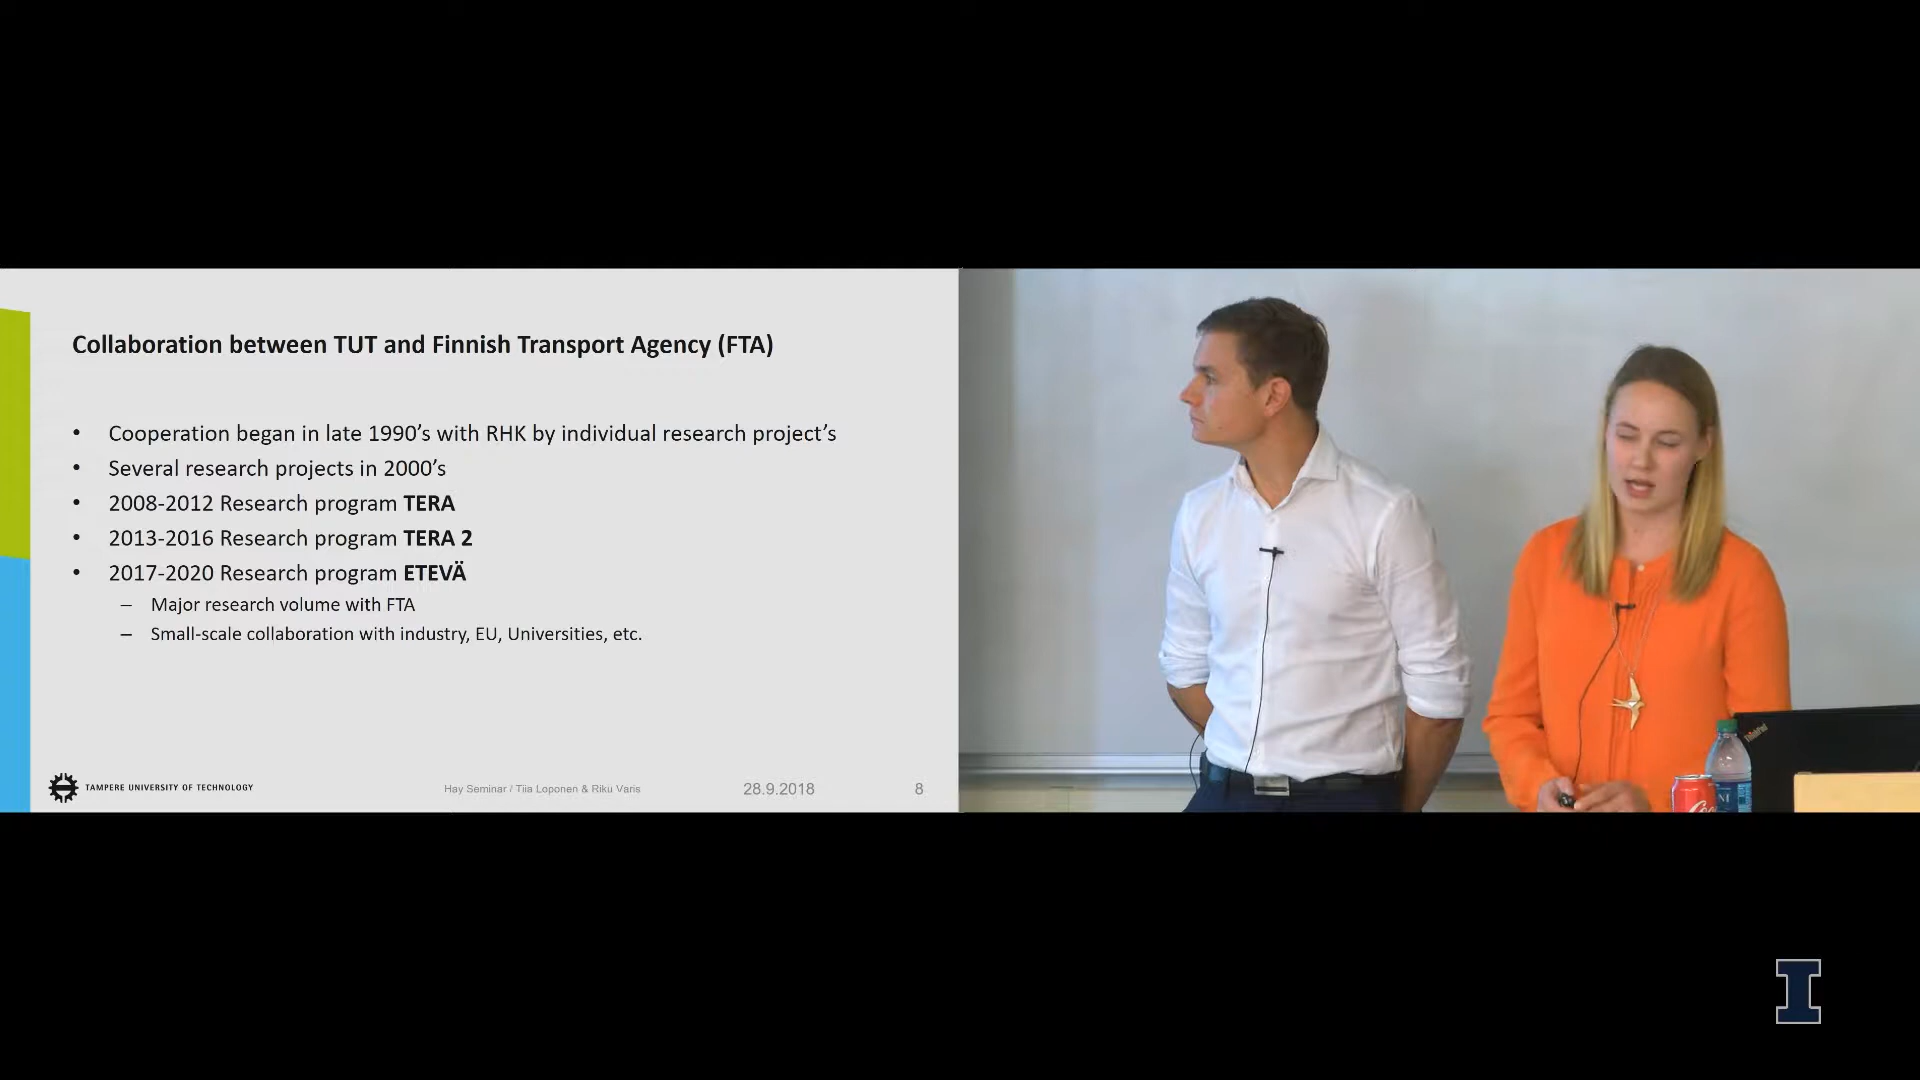 Collaboration between TUT and Finnish Transport Agency (FTA)
• Cooperation began in late 1990’s with RHK by individual research project’s
• Several research projects in 2000’s
• 2008-2012 Research program TERA
• 2013-2016 Research program TERA 2
• 2017-2020 Research program ETEVÄ
– Major research volume with FTA
– Small-scale collaboration with industry, EU, Universities, etc.
TAMPERE UNIVERSITY OF TECHNOLOGY
Hay Seminar / Tiia Loponen & Riku Varis
28.9.2018
8
ThinkPad
I